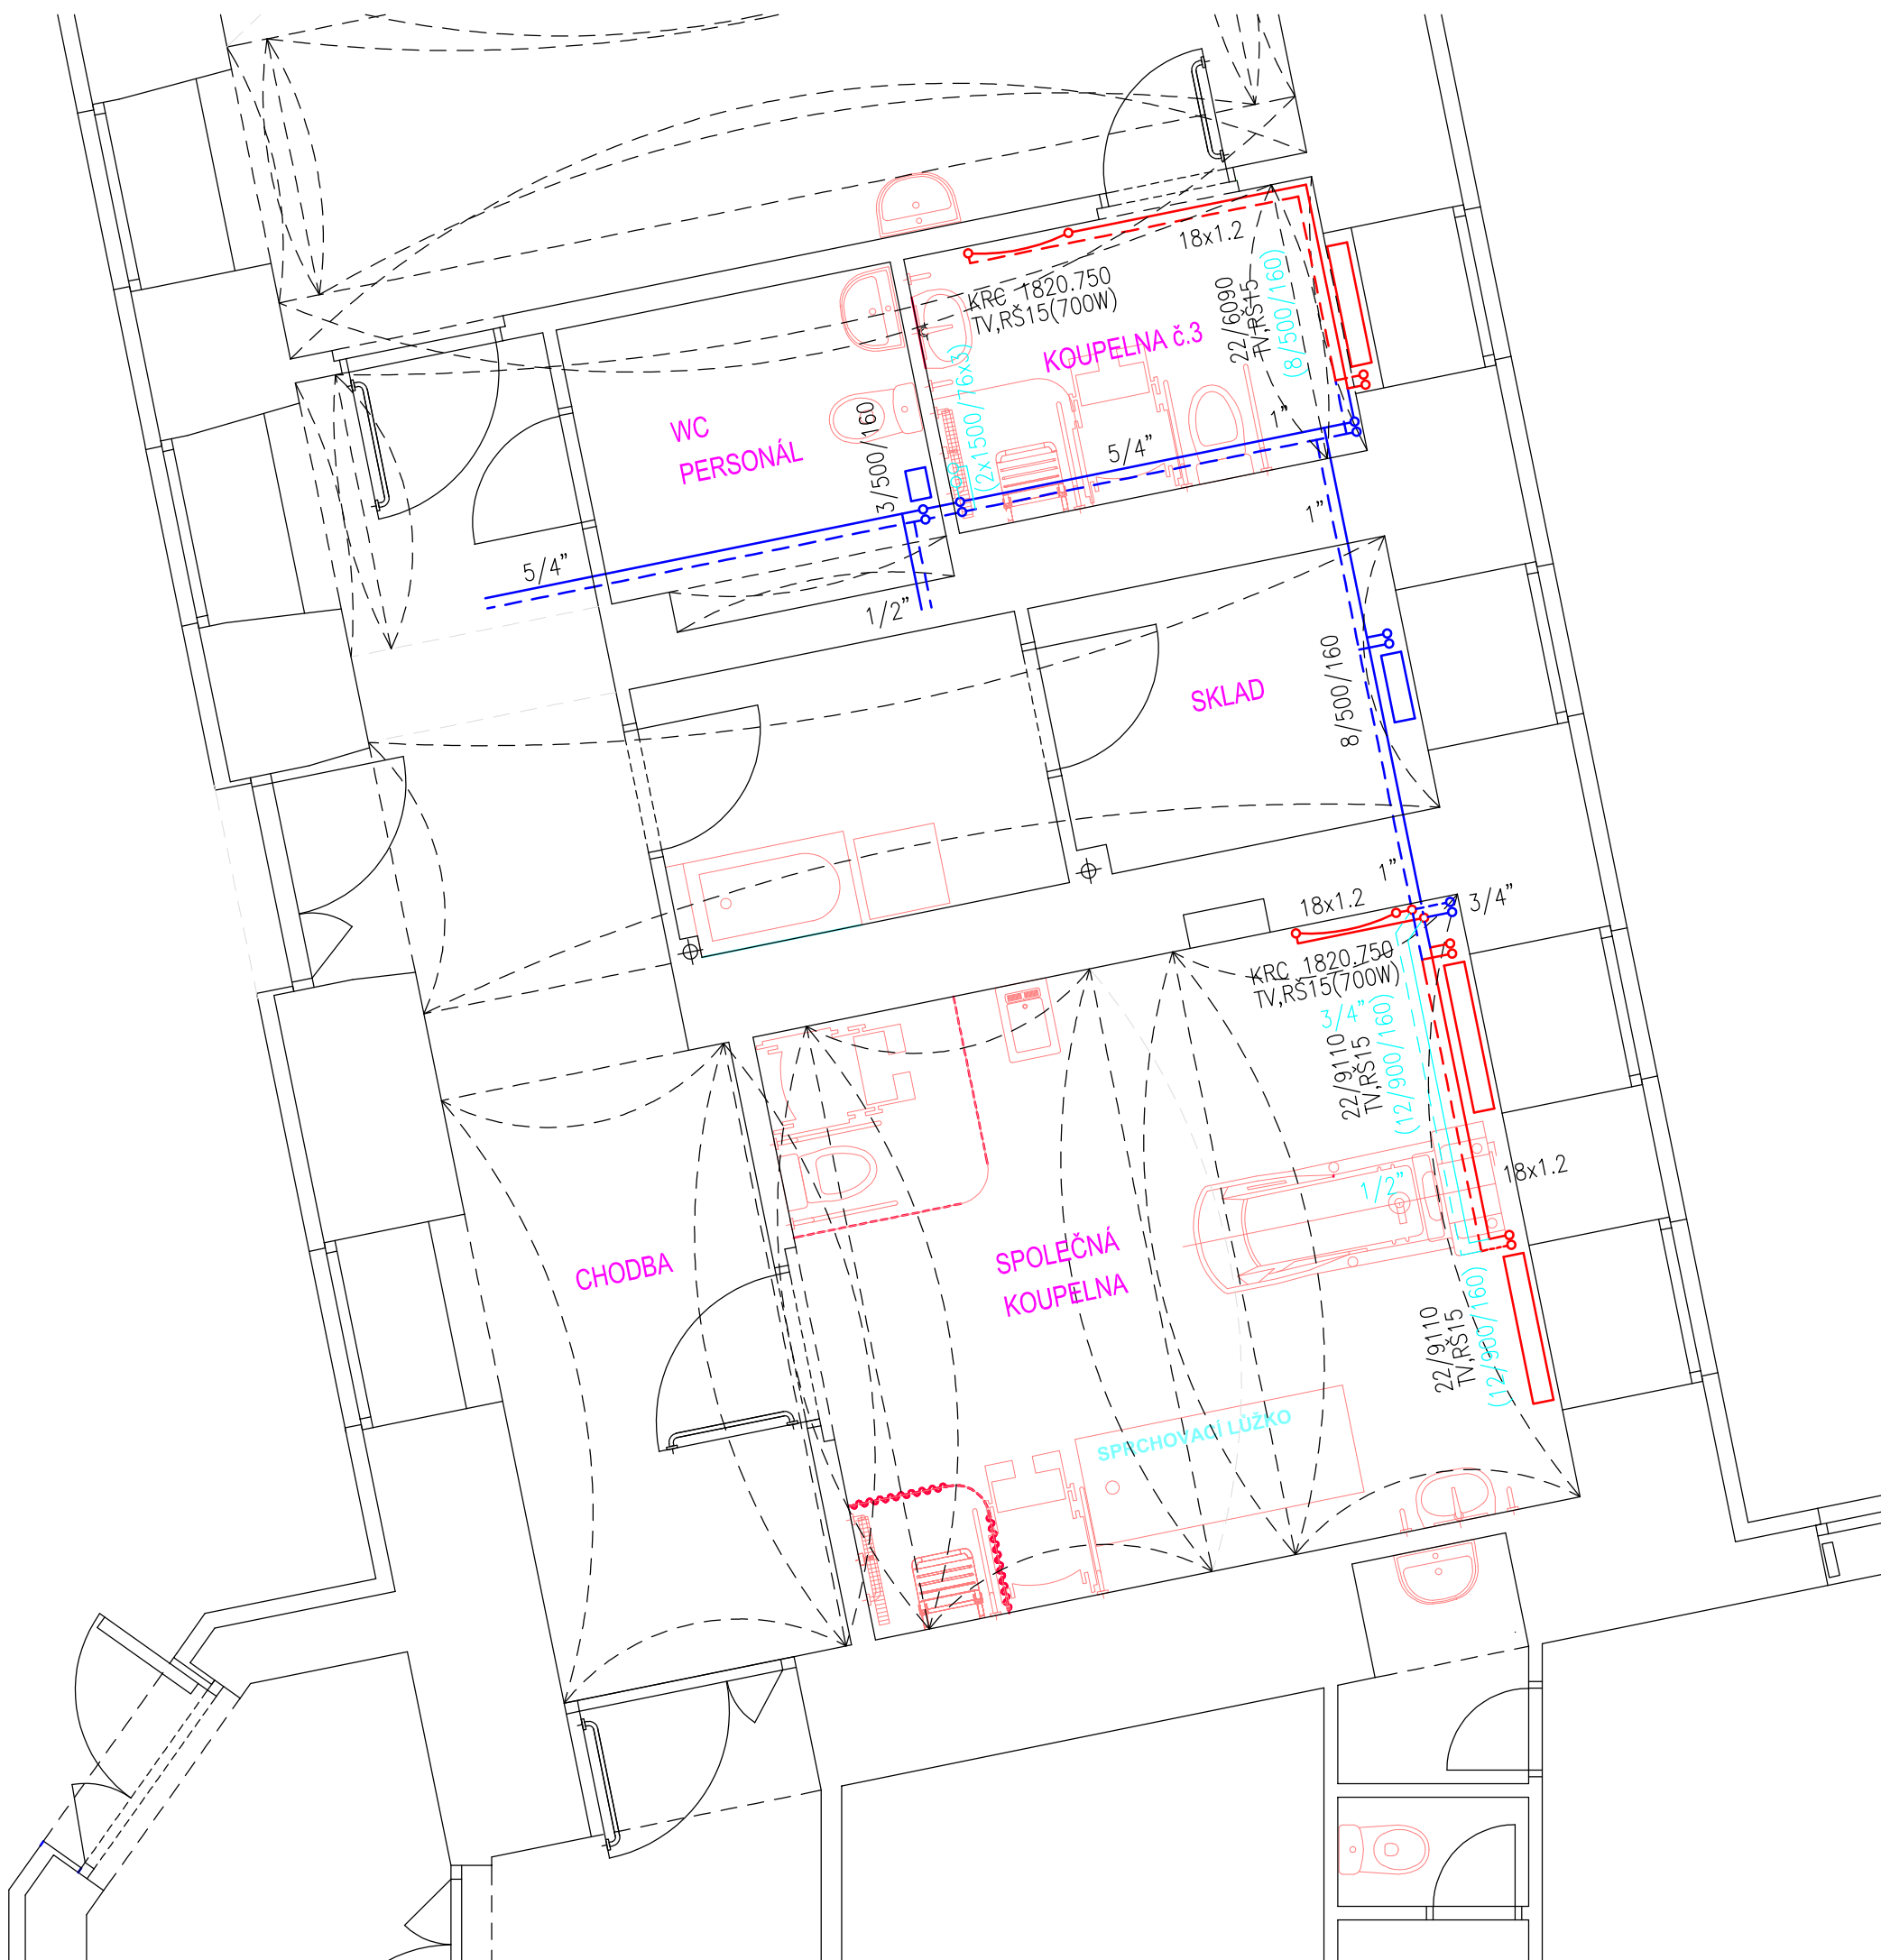 18x1.2
KRC 1820.750
TV,RŠ15(700W)
22/6090
TV,RŠ15
(8/500/160)
KOUPELNA č.3
(2x1500/76x3)
WC
PERSONÁL
3/500/160
1"
5/4"
1"
5/4"
1/2"
SKLAD
8/500/160
1"
18x1.2
3/4"
KRC 1820.750
TV,RŠ15(700W)
3/4"
22/9110
TV,RŠ15
(12/900/160)
18x1.2
1/2"
SPOLEČNÁ
KOUPELNA
CHODBA
22/9110
TV,RŠ15
(12/900/160)
SPRCHOVACÍ LŮŽKO